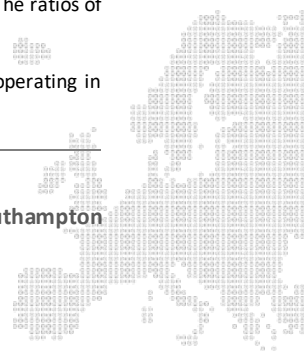 he ratios of
operating in
uthampton